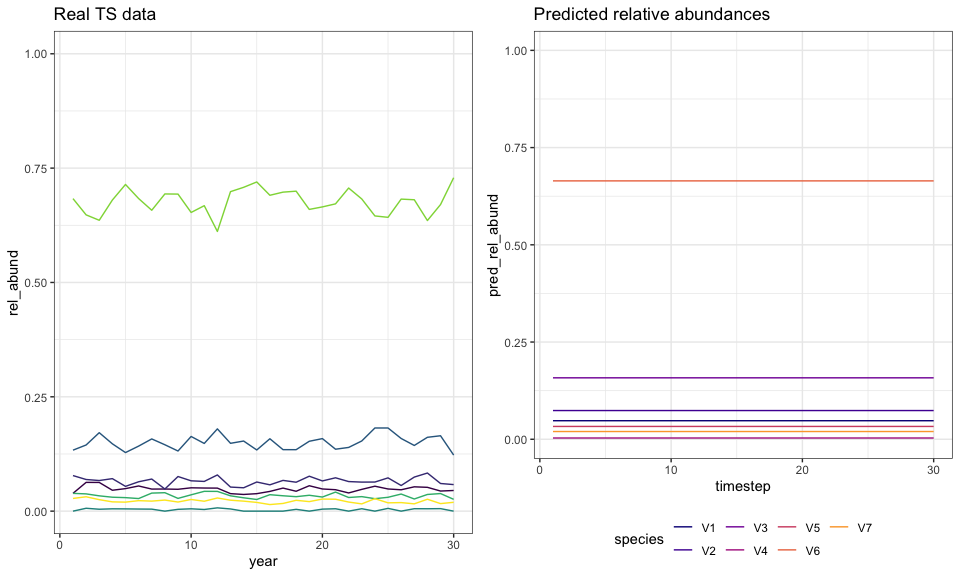 Real TS data
1.00
0.75
0.50
0.25
0.00
rel_abund
0
10
20
30
year
Predicted relative abundances
1.00
0.75
0.50
0.25
0.00
pred_rel_abund
0
10
20
30
timestep
species
V1
V3
V5
V7
V2
V4
V6